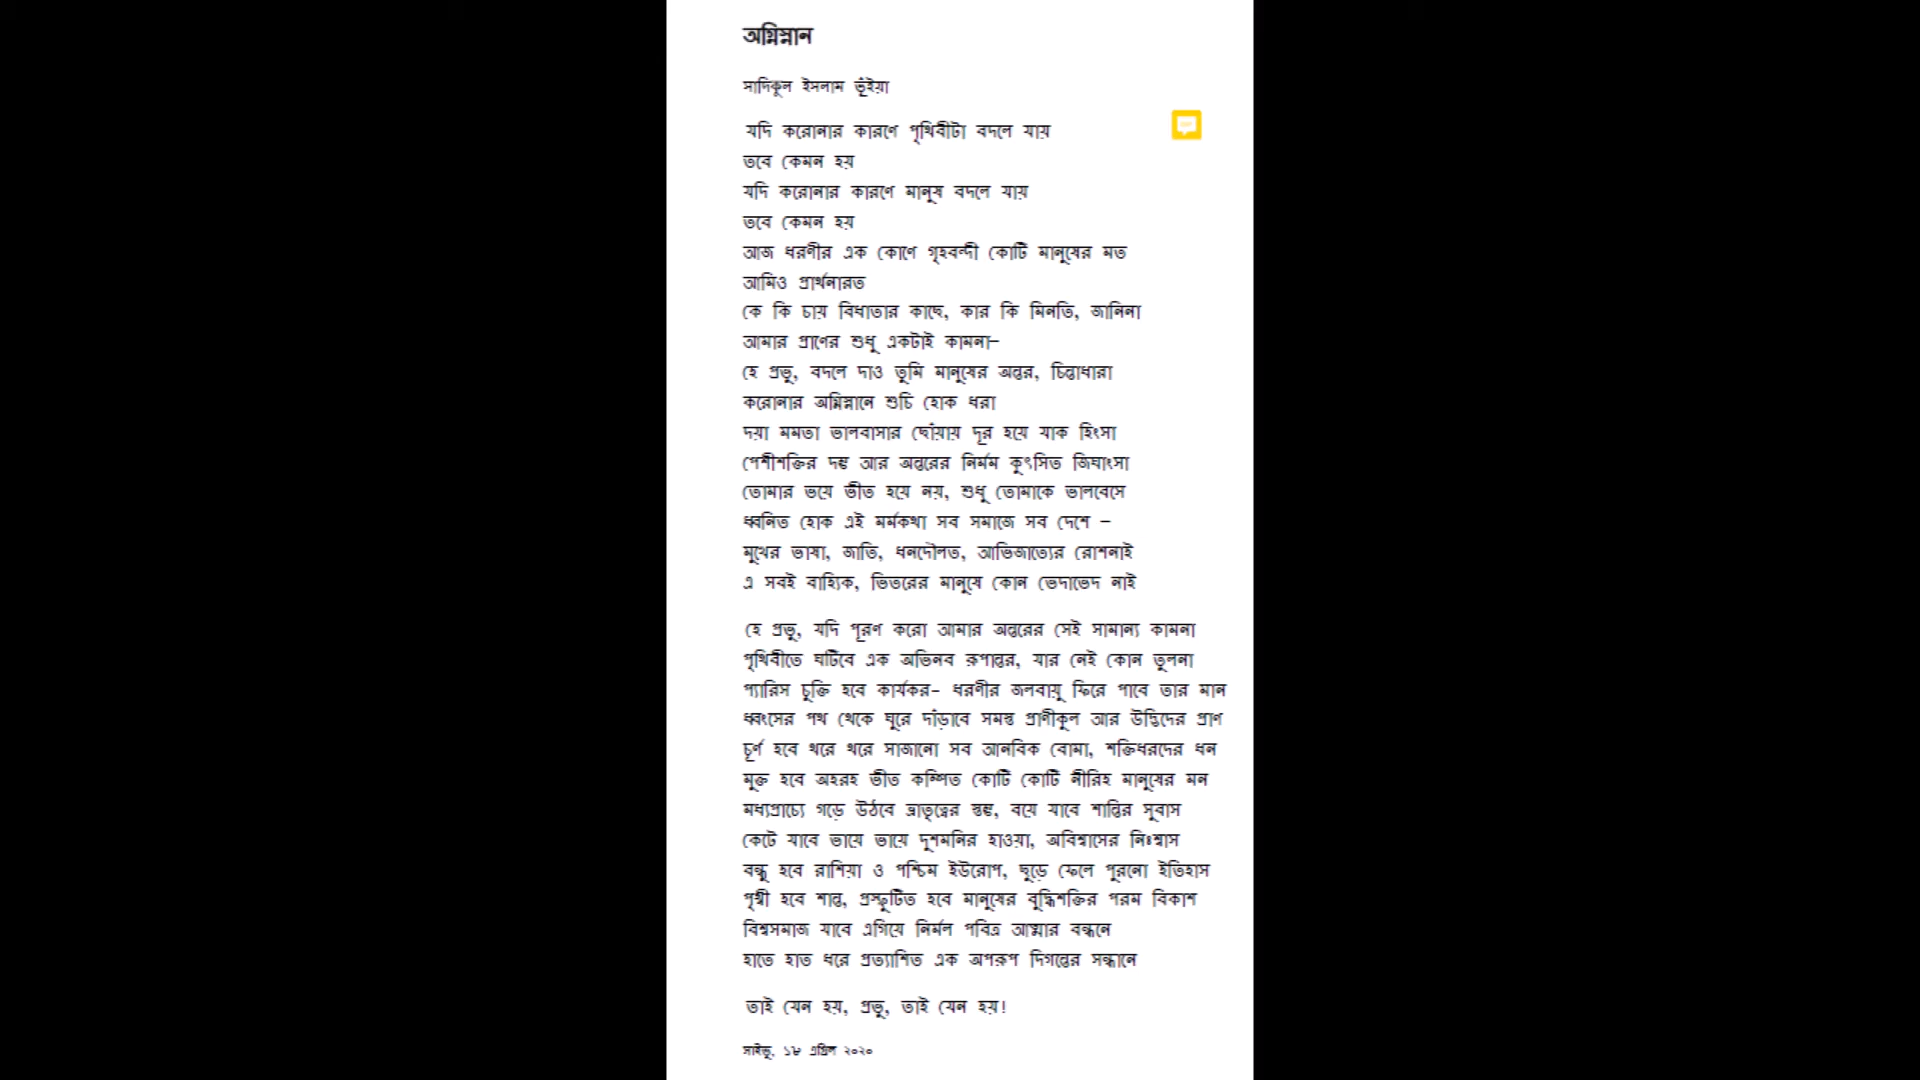 অগ্নিস্নান
সাদিকুল ইসলাম ভূঁইয়া
যদি করোনার কারণে পৃথিবীটা বদলে যায়
তবে কেমন হয়
যদি করোনার কারণে মানুষ বদলে যায়
তবে কেমন হয়
আজ ধরণীর এক কোণে গৃহবন্দী কোটি মানুষের মত
আমিও প্রার্থনারত
কে কি চায় বিধাতার কাছে, কার কি মিনতি, জানিনা
আমার প্রাণের শুধু একটাই কামনা-
হে প্রভু, বদলে দাও তুমি মানুষের অন্তর, চিন্তাধারা
করোনার অগ্নিস্নানে শুচি হোক ধরা
দয়া মমতা ভালবাসার ছোঁয়ায় দূর হয়ে যাক হিংসা
পেশীশক্তির দম্ভ আর অন্তরের নির্মম কুৎসিত জিঘাংসা
তোমার ভয়ে ভীত হয়ে নয়, শুধু তোমাকে ভালবেসে
ধ্বনিত হোক এই মর্মকথা সব সমাজে সব দেশে -
মুখের ভাষা, জাতি, ধনদৌলত, আভিজাত্যের রোশনাই
এ সবই বাহ্যিক, ভিতরের মানুষে কোন ভেদাভেদ নাই
হে প্রভু, যদি পূরণ করো আমার অন্তরের সেই সামান্য কামনা
পৃথিবীতে ঘটিবে এক অভিনব রূপান্তর, যার নেই কোন তুলনা
প্যারিস চুক্তি হবে কার্যকর- ধরণীর জলবায়ু ফিরে পাবে তার মান
ধ্বংসের পথ থেকে ঘুরে দাঁড়াবে সমস্ত প্রাণীকুল আর উদ্ভিদের প্রাণ
চূর্ণ হবে থরে থরে সাজানো সব আনবিক বোমা, শক্তিধরদের ধন
মুক্ত হবে অহরহ ভীত কম্পিত কোটি কোটি নীরিহ মানুষের মন
মধ্যপ্রাচ্যে গড়ে উঠবে ভ্রাতৃত্বের স্তম্ভ, বয়ে যাবে শান্তির সুবাস
কেটে যাবে ভায়ে ভায়ে দুশমনির হাওয়া, অবিশ্বাসের নিঃশ্বাস
বন্ধু হবে রাশিয়া ও পশ্চিম ইউরোপ, ছুড়ে ফেলে পুরনো ইতিহাস
পৃথ্বী হবে শান্ত, প্রস্ফুটিত হবে মানুষের বুদ্ধিশক্তির পরম বিকাশ
বিশ্বসমাজ যাবে এগিয়ে নির্মল পবিত্র আত্মার বন্ধনে
হাতে হাত ধরে প্রত্যাশিত এক অপরূপ দিগন্তের সন্ধানে
তাই যেন হয়, প্রভু, তাই যেন হয়!
সাইভু, ১৮ এপ্রিল ২০২০